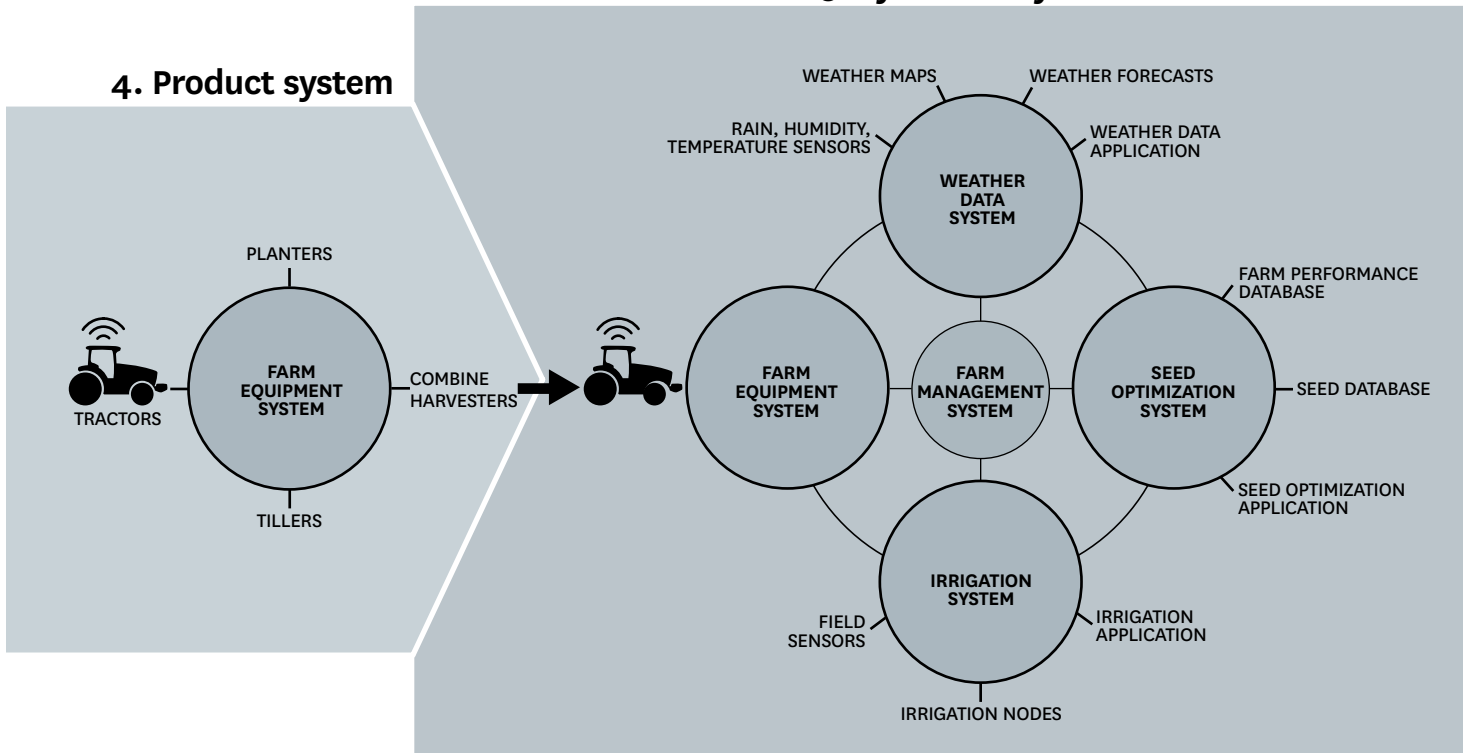 4. Product system
PLANTERS
TRACTORS
FARM
EQUIPMENT
SYSTEM
COMBINE
HARVESTERS
TILLERS
WEATHER MAPS
WEATHER FORECASTS
RAIN, HUMIDITY,
TEMPERATURE SENSORS
WEATHER DATA
APPLICATION
WEATHER
DATA
SYSTEM
FARM PERFORMANCE
DATABASE
FARM
EQUIPMENT
SYSTEM
FARM
MANAGEMENT
SYSTEM
SEED
OPTIMIZATION
SYSTEM
SEED DATABASE
SEED OPTIMIZATION
APPLICATION
IRRIGATION
SYSTEM
FIELD
SENSORS
IRRIGATION
APPLICATION
IRRIGATION NODES